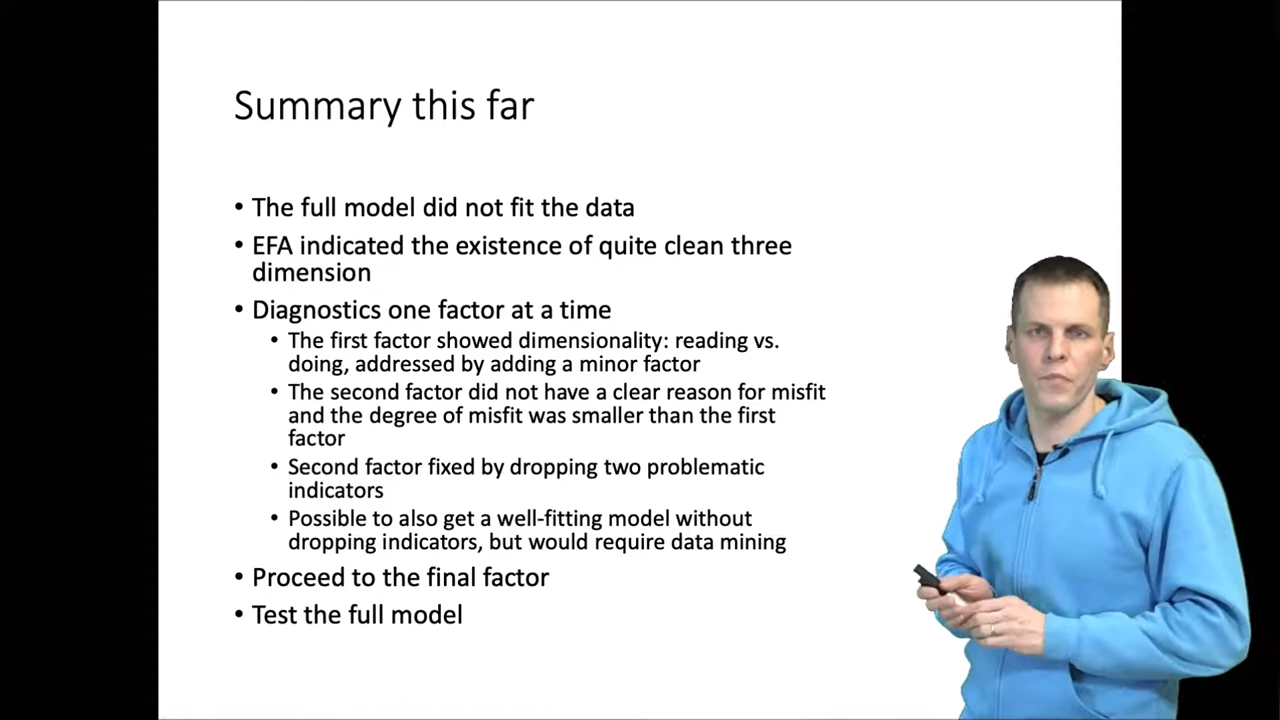 Summary this far
• The full model did not fit the data
• EFA indicated the existence of quite clean three
dimension
• Diagnostics one factor at a time
• The first factor showed dimensionality: reading vs.
doing, addressed by adding a minor factor
• The second factor did not have a clear reason for misfit
and the degree of misfit was smaller than the first
factor
• Second factor fixed by dropping two problematic
indicators
• Possible to also get a well-fitting model without
dropping indicators, but would require data mining
• Proceed to the final factor
• Test the full model